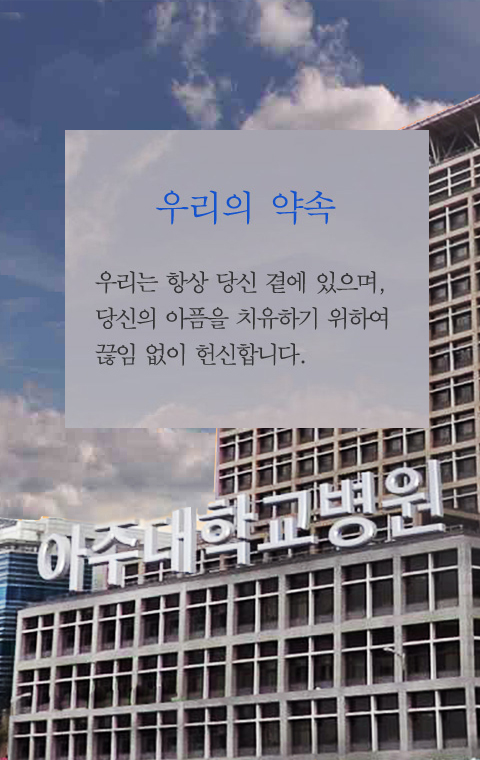 우리의 약속
우리는 항상 당신 곁에 있으며,
당신의 아픔을 치유하기 위하여
끊임 없이 헌신합니다.
아주대학교병원